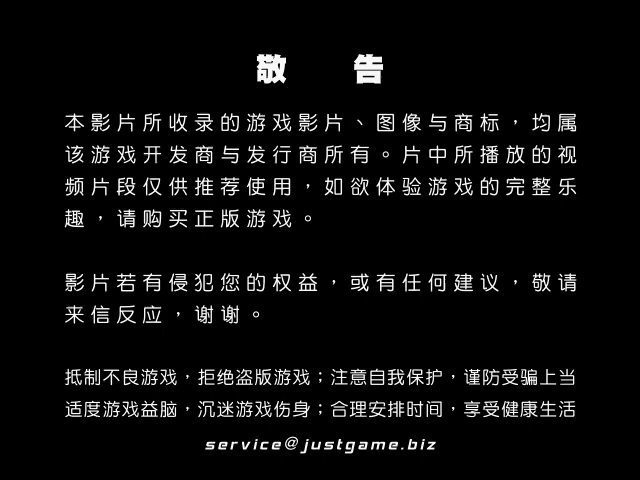 敬 告
本影片所收录的游戏影片、图像与商标，均属
该游戏开发商与发行商所有。片中所播放的视
频片段仅供推荐使用，如欲体验游戏的完整乐
趣，请购买正版游戏。
影片若有侵犯您的权益，或有任何建议，敬请
来信反应，谢谢。
抵制不良游戏，拒绝盗版游戏；注意自我保护，谨防受骗上当
适度游戏益脑，沉迷游戏伤身；合理安排时间，享受健康生活
service@justgame.biz